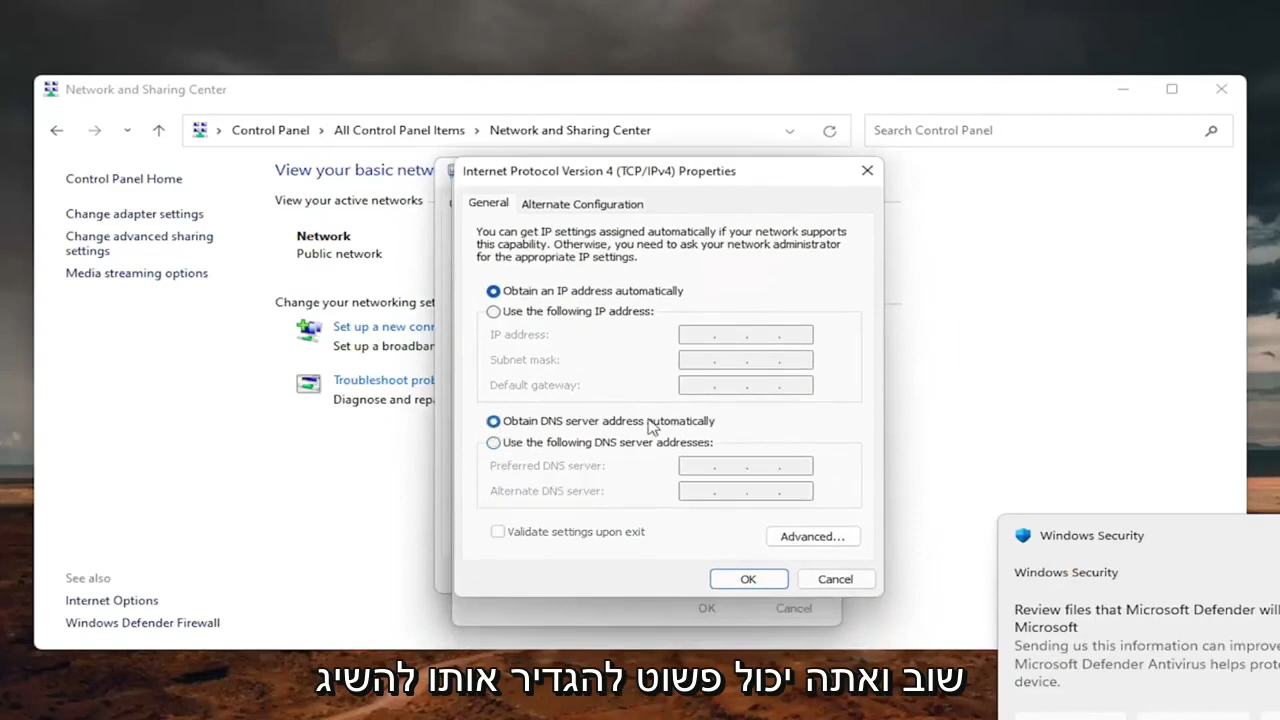 Network and Sharing Center
Control Panel
All Control Panel Items
Network and Sharing Center
Search Control Panel
Control Panel Home
Change adapter settings
Change advanced sharing
settings
Media streaming options
See also
Internet Options
Windows Defender Firewall
View your basic netw
View your active networks
Network
Public network
Change your networking set
Set up a new conn
Set up a broadban
Troubleshoot prob
Diagnose and repa
Internet Protocol Version 4 (TCP/IPv4) Properties
General
Alternate Configuration
You can get IP settings assigned automatically if your network supports
this capability. Otherwise, you need to ask your network administrator
for the appropriate IP settings.
Obtain an IP address automatically
Use the following IP address:
IP address:
Subnet mask:
Default gateway:
Obtain DNS server address automatically
Use the following DNS server addresses:
Preferred DNS server:
Alternate DNS server:
Validate settings upon exit
Advanced...
OK Cancel
OK Cancel
Windows Security
Windows Security
Review files that Microsoft Defender will
Microsoft
Sending us this information can improve
Microsoft Defender Antivirus helps prote
device.
שוב ואתה יכול פשוט להגדיר אותו להשיג